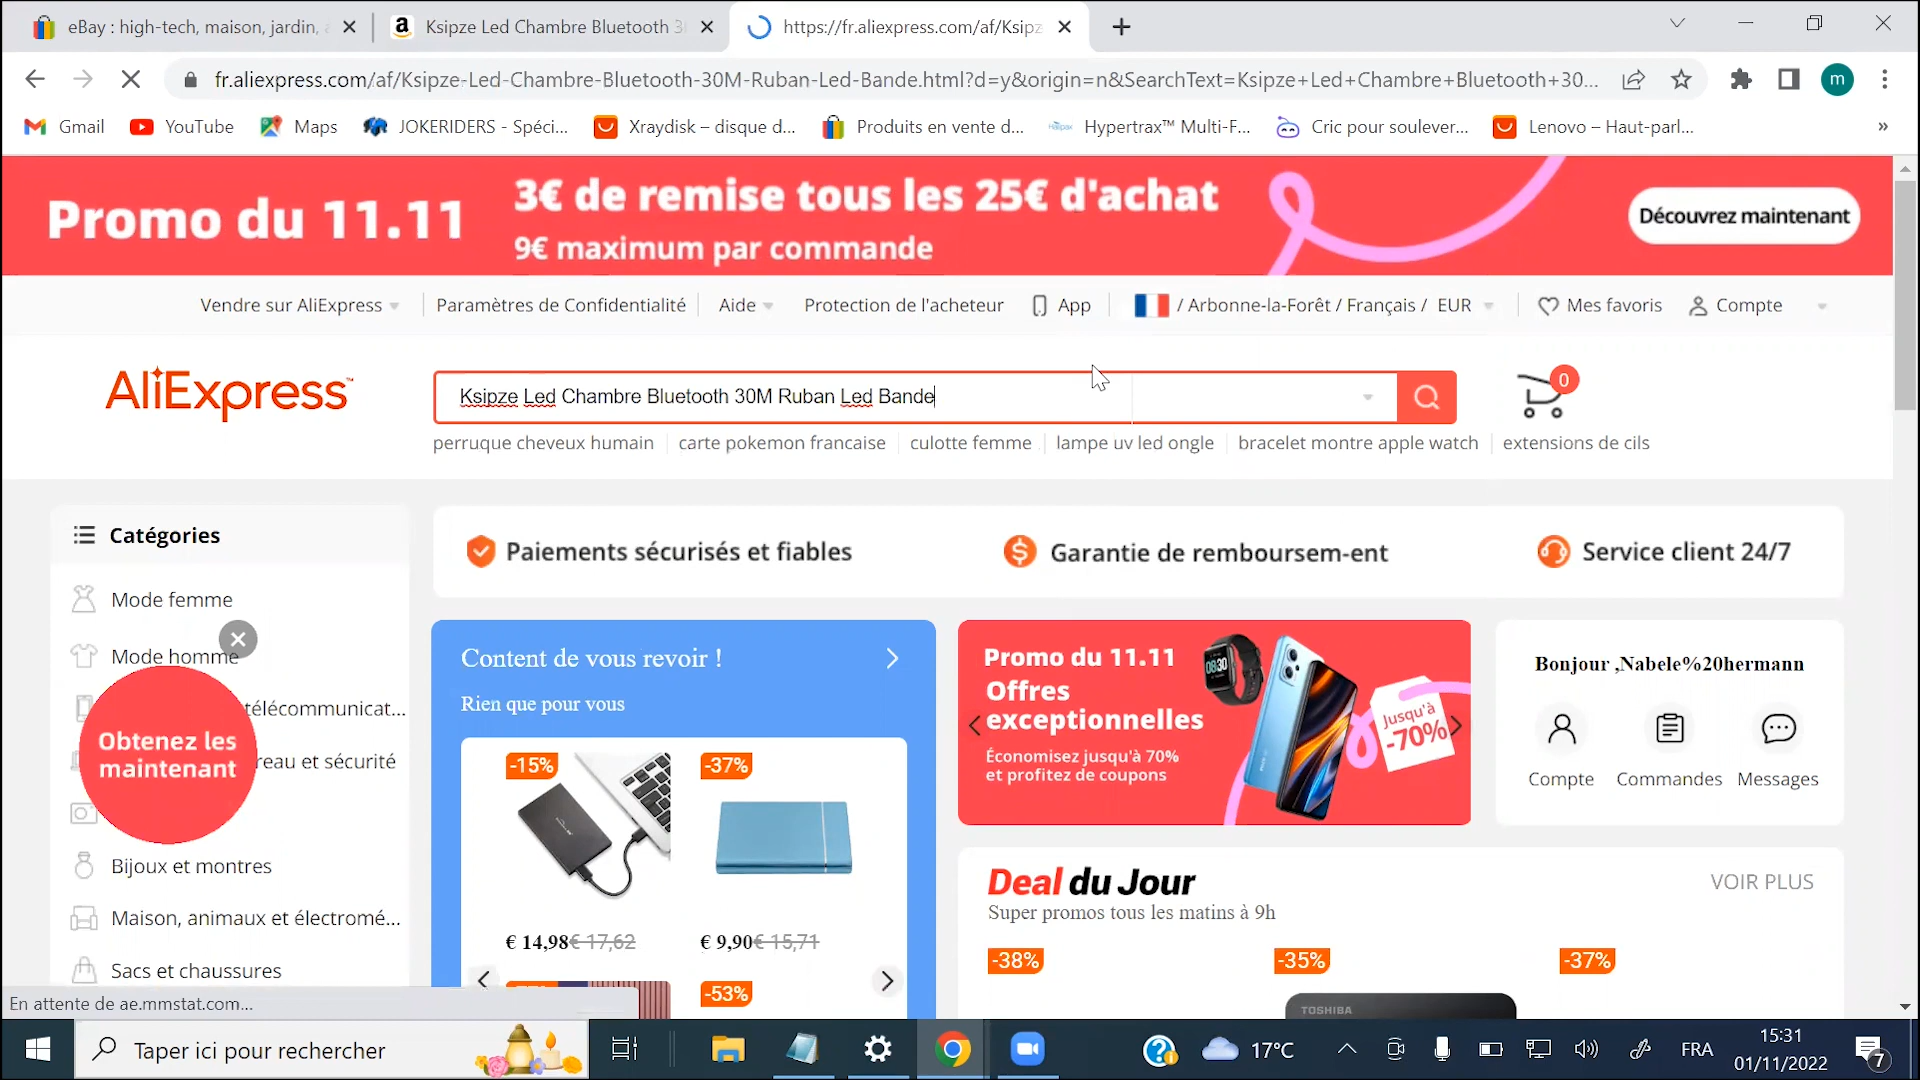 eBay : high-tech, maison, jardin,
Ksipze Led Chambre Bluetooth 3
https://fr.aliexpress.com/af/Ksipz
fr.aliexpress.com/af/Ksipze-Led-Chambre-Bluetooth-30M-Ruban-Led-Bande.html?d=y&origin=n&SearchText=Ksipze+Led+Chambre+Bluetooth+30...
m
Gmail
YouTube
Maps
JOKERIDERS - Spéci...
Xraydisk – disque d...
Produits en vente d...
Hypertrax™ Multi-F...
Cric pour soulever...
Lenovo – Haut-parl...
»
Promo du 11.11
3€ de remise tous les 25€ d'achat
9€ maximum par commande
Découvrez maintenant
Vendre sur AliExpress
Paramètres de Confidentialité
Aide
Protection de l'acheteur
App
/ Arbonne-la-Forêt / Français / EUR
Mes favoris
Compte
AliExpress™
Ksipze Led Chambre Bluetooth 30M Ruban Led Bande
0
perruque cheveux humain
carte pokemon francaise
culotte femme
lampe uv led ongle
bracelet montre apple watch
extensions de cils
Catégories
Paiements sécurisés et fiables
Garantie de remboursem-ent
Service client 24/7
Mode femme
Mode homme
télécommunicat...
reau et sécurité
Obtenez les
maintenant
Bijoux et montres
Maison, animaux et électromé...
Sacs et chaussures
Content de vous revoir !
Rien que pour vous
-15%
-37%
€ 14,98€ 17,62
€ 9,90€ 15,71
-53%
Promo du 11.11
Offres
exceptionnelles
Économisez jusqu'à 70%
et profitez de coupons
08:30
Jusqu'à
-70%
Bonjour ,Nabele%20hermann
Compte
Commandes
Messages
Deal du Jour
VOIR PLUS
Super promos tous les matins à 9h
-38%
-35%
-37%
TOSHIBA
En attente de ae.mmstat.com...
Taper ici pour rechercher
17°C
FRA
15:31
01/11/2022
7